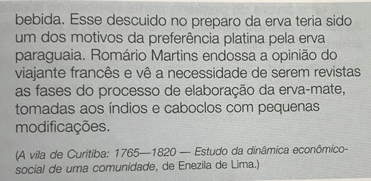 bebida. Esse descuido no preparo da erva teria sido
um dos motivos da preferência platina pela erva
paraguaia. Romário Martins endossa a opinião do
viajante francês e vê a necessidade de serem revistas
as fases do processo de elaboração da erva-mate,
tomadas aos índios e caboclos com pequenas
modificações.
(A vila de Curitiba: 1765—1820 — Estudo da dinâmica econômico-
social de uma comunidade, de Enezila de Lima.)